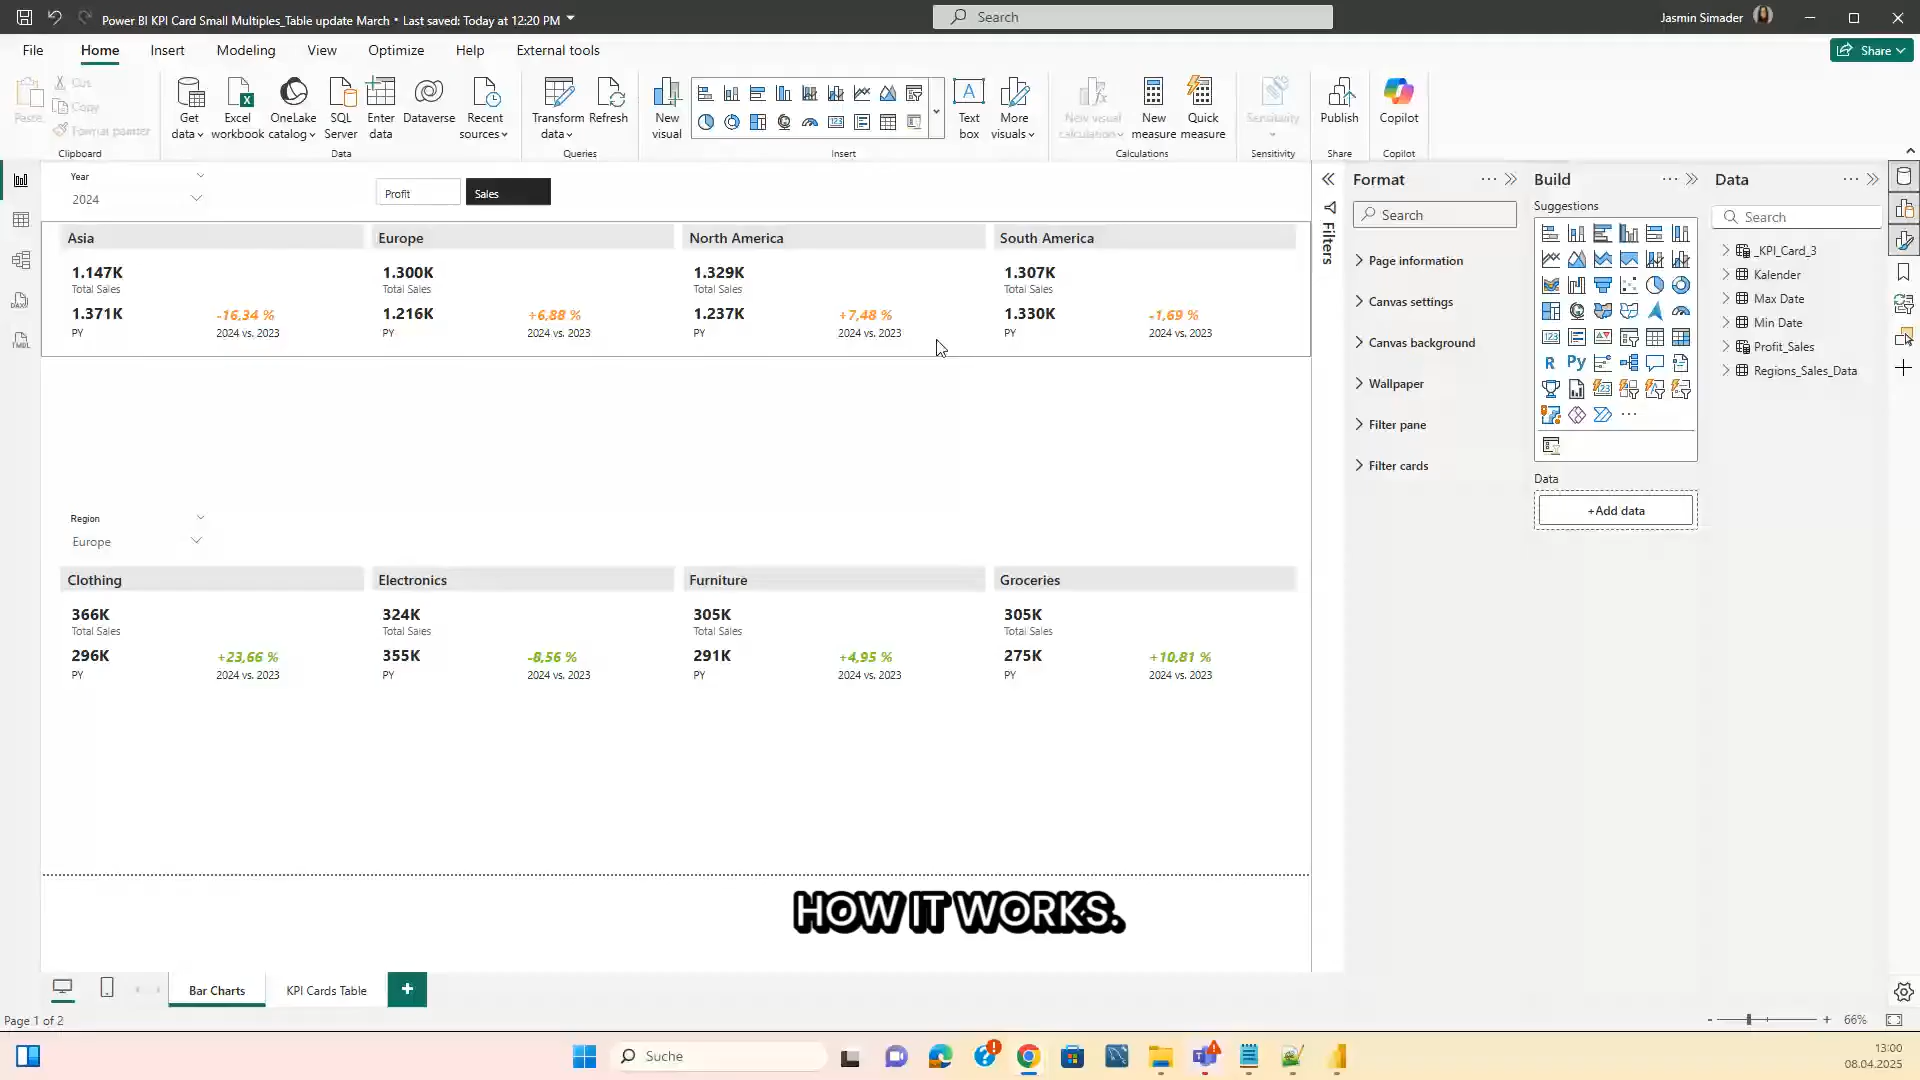 Power BI KPI Card Small Multiples_Table update March • Last saved: Today at 12:20 PM
Search
Jasmin Simader
File Home Insert Modeling View Optimize Help External tools
Share
Paste
Cut
Copy
Format painter
Clipboard
Get data
Excel workbook
OneLake catalog
SQL Server
Enter data
Dataverse
Recent sources
Data
Transform data
Refresh
Queries
New visual
Text box
More visuals
Insert
New visual calculation
New measure
Quick measure
Calculations
Sensitivity
Sensitivity
Publish
Share
Copilot
Copilot
Year
2024
Profit
Sales
Asia
1.147K
Total Sales
1.371K
PY
-16,34 %
2024 vs. 2023
Europe
1.300K
Total Sales
1.216K
PY
+6,88 %
2024 vs. 2023
North America
1.329K
Total Sales
1.237K
PY
+7,48 %
2024 vs. 2023
South America
1.307K
Total Sales
1.330K
PY
-1,69 %
2024 vs. 2023
Region
Europe
Clothing
366K
Total Sales
296K
PY
+23,66 %
2024 vs. 2023
Electronics
324K
Total Sales
355K
PY
-8,56 %
2024 vs. 2023
Furniture
305K
Total Sales
291K
PY
+4,95 %
2024 vs. 2023
Groceries
305K
Total Sales
275K
PY
+10,81 %
2024 vs. 2023
HOW IT WORKS.
Filters
Format
Search
Page information
Canvas settings
Canvas background
Wallpaper
Filter pane
Filter cards
Build
Suggestions
R
Py
Data
+Add data
Data
Search
_KPI_Card_3
Kalender
Max Date
Min Date
Profit_Sales
Regions_Sales_Data
Bar Charts
KPI Cards Table
Page 1 of 2
66%
Suche
13:00
08.04.2025